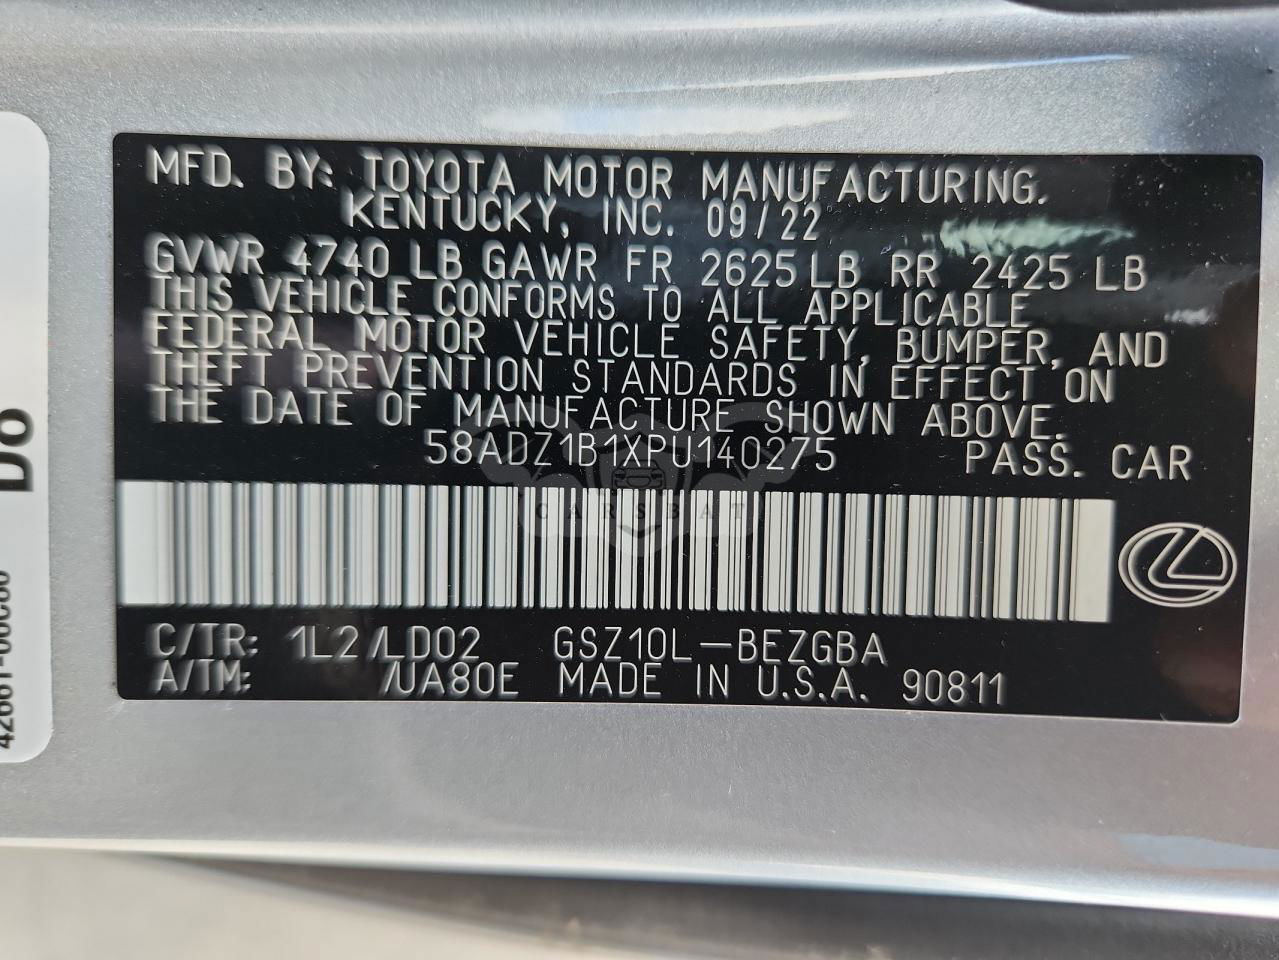 MFD. BY: TOYOTA MOTOR MANUFACTURING.
KENTUCKY, INC. 09/22
GVWR 4740 LB GAWR FR 2625 LB RR 2425 LB
THIS VEHICLE CONFORMS TO ALL APPLICABLE
FEDERAL MOTOR VEHICLE SAFETY, BUMPER, AND
THEFT PREVENTION STANDARDS IN EFFECT ON
THE DATE OF MANUFACTURE SHOWN ABOVE.
58ADZ1B1XPU140275 PASS. CAR
CARSBAT
C/TR: 1L2 /LD02 GSZ10L-BEZGBA
A/TM: /UA80E MADE IN U.S.A. 90811